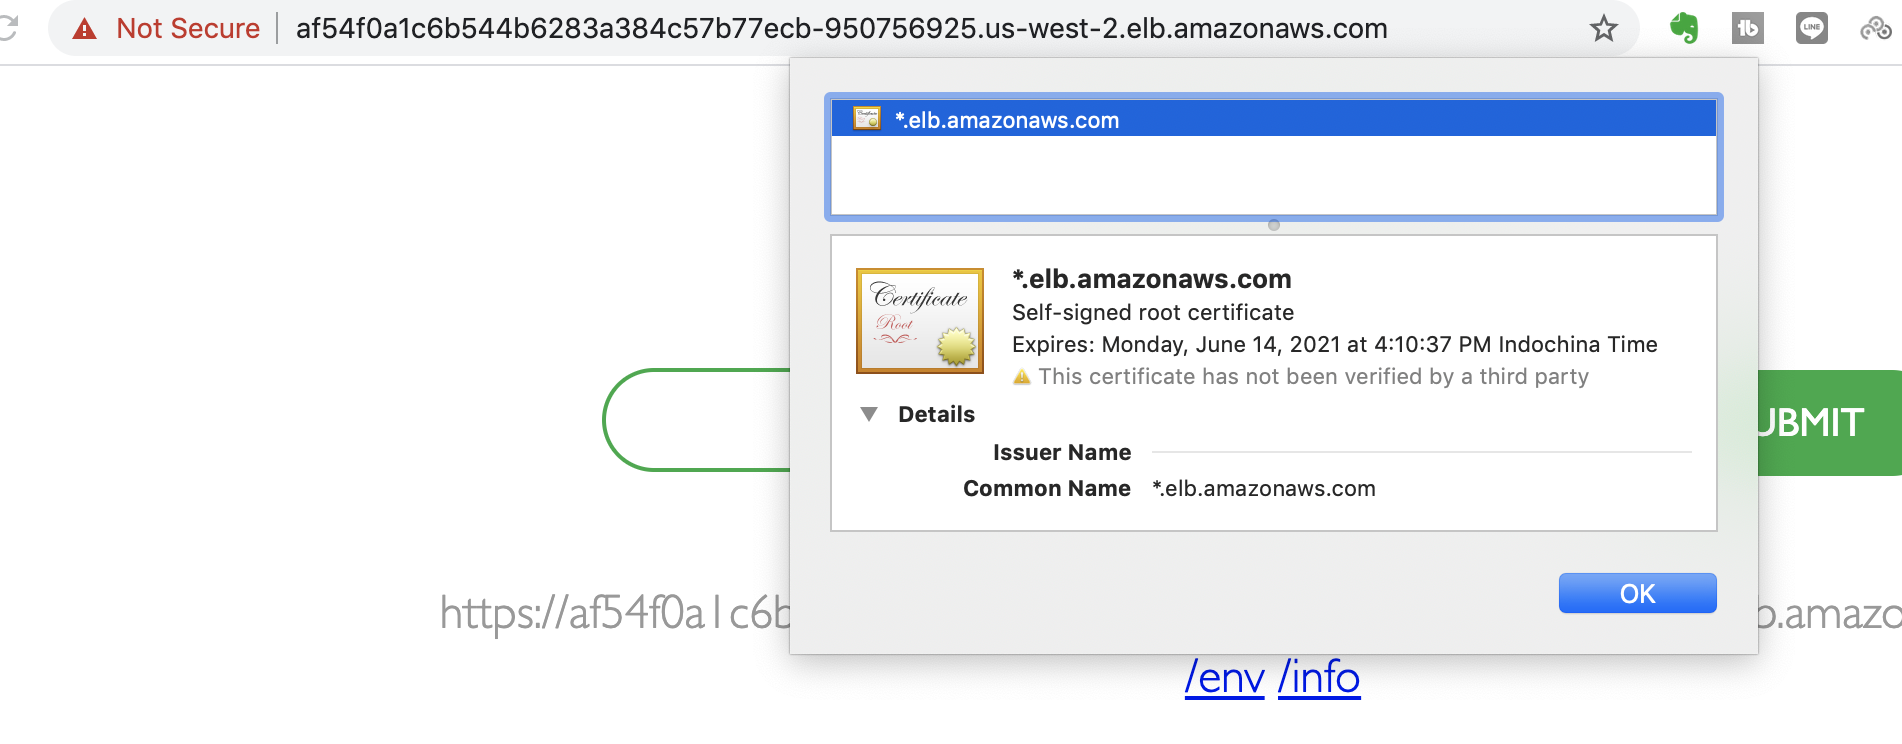 Not Secure | af54f0a1c6b544b6283a384c57b77ecb-950756925.us-west-2.elb.amazonaws.com
LINE
*.elb.amazonaws.com
Certificate
Root
*.elb.amazonaws.com
Self-signed root certificate
Expires: Monday, June 14, 2021 at 4:10:37 PM Indochina Time
This certificate has not been verified by a third party
Details
UBMIT
Issuer Name
Common Name *.elb.amazonaws.com
OK
https://af54f0a1c6b b.amazo
/env /info